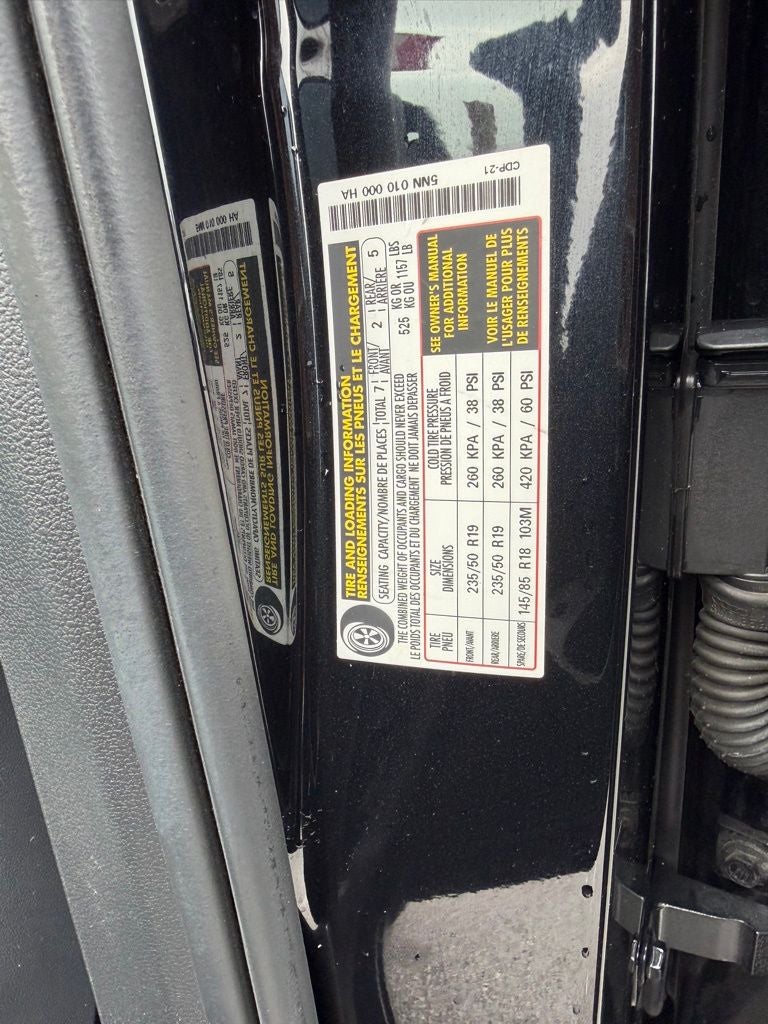 TIRE AND LOADING INFORMATION
RENSEIGNEMENTS SUR LES PNEUS ET LE CHARGEMENT
SEATING CAPACITY/NOMBRE DE PLACES TOTAL 7 FRONT/AVANT 2 REAR/ARRIÈRE 5
THE COMBINED WEIGHT OF OCCUPANTS AND CARGO SHOULD NEVER EXCEED 525 KG OR LBS
LE POIDS TOTAL DES OCCUPANTS ET DU CHARGEMENT NE DOIT JAMAIS DEPASSER KG OU 1157 LB
TIRE SIZE COLD TIRE PRESSURE
PNEU DIMENSIONS PRESSION DE PNEUS À FROID
FRONT/AVANT 235/50 R19 260 KPA / 38 PSI
REAR/ARRIERE 235/50 R19 260 KPA / 38 PSI
SPARE/DE SECOURS 145/85 R18 103M 420 KPA / 60 PSI
SEE OWNER'S MANUAL
FOR ADDITIONAL
INFORMATION
VOIR LE MANUEL DE
L'USAGER POUR PLUS
DE RENSEIGNEMENTS
5NN 010 000 HA
CDP-21